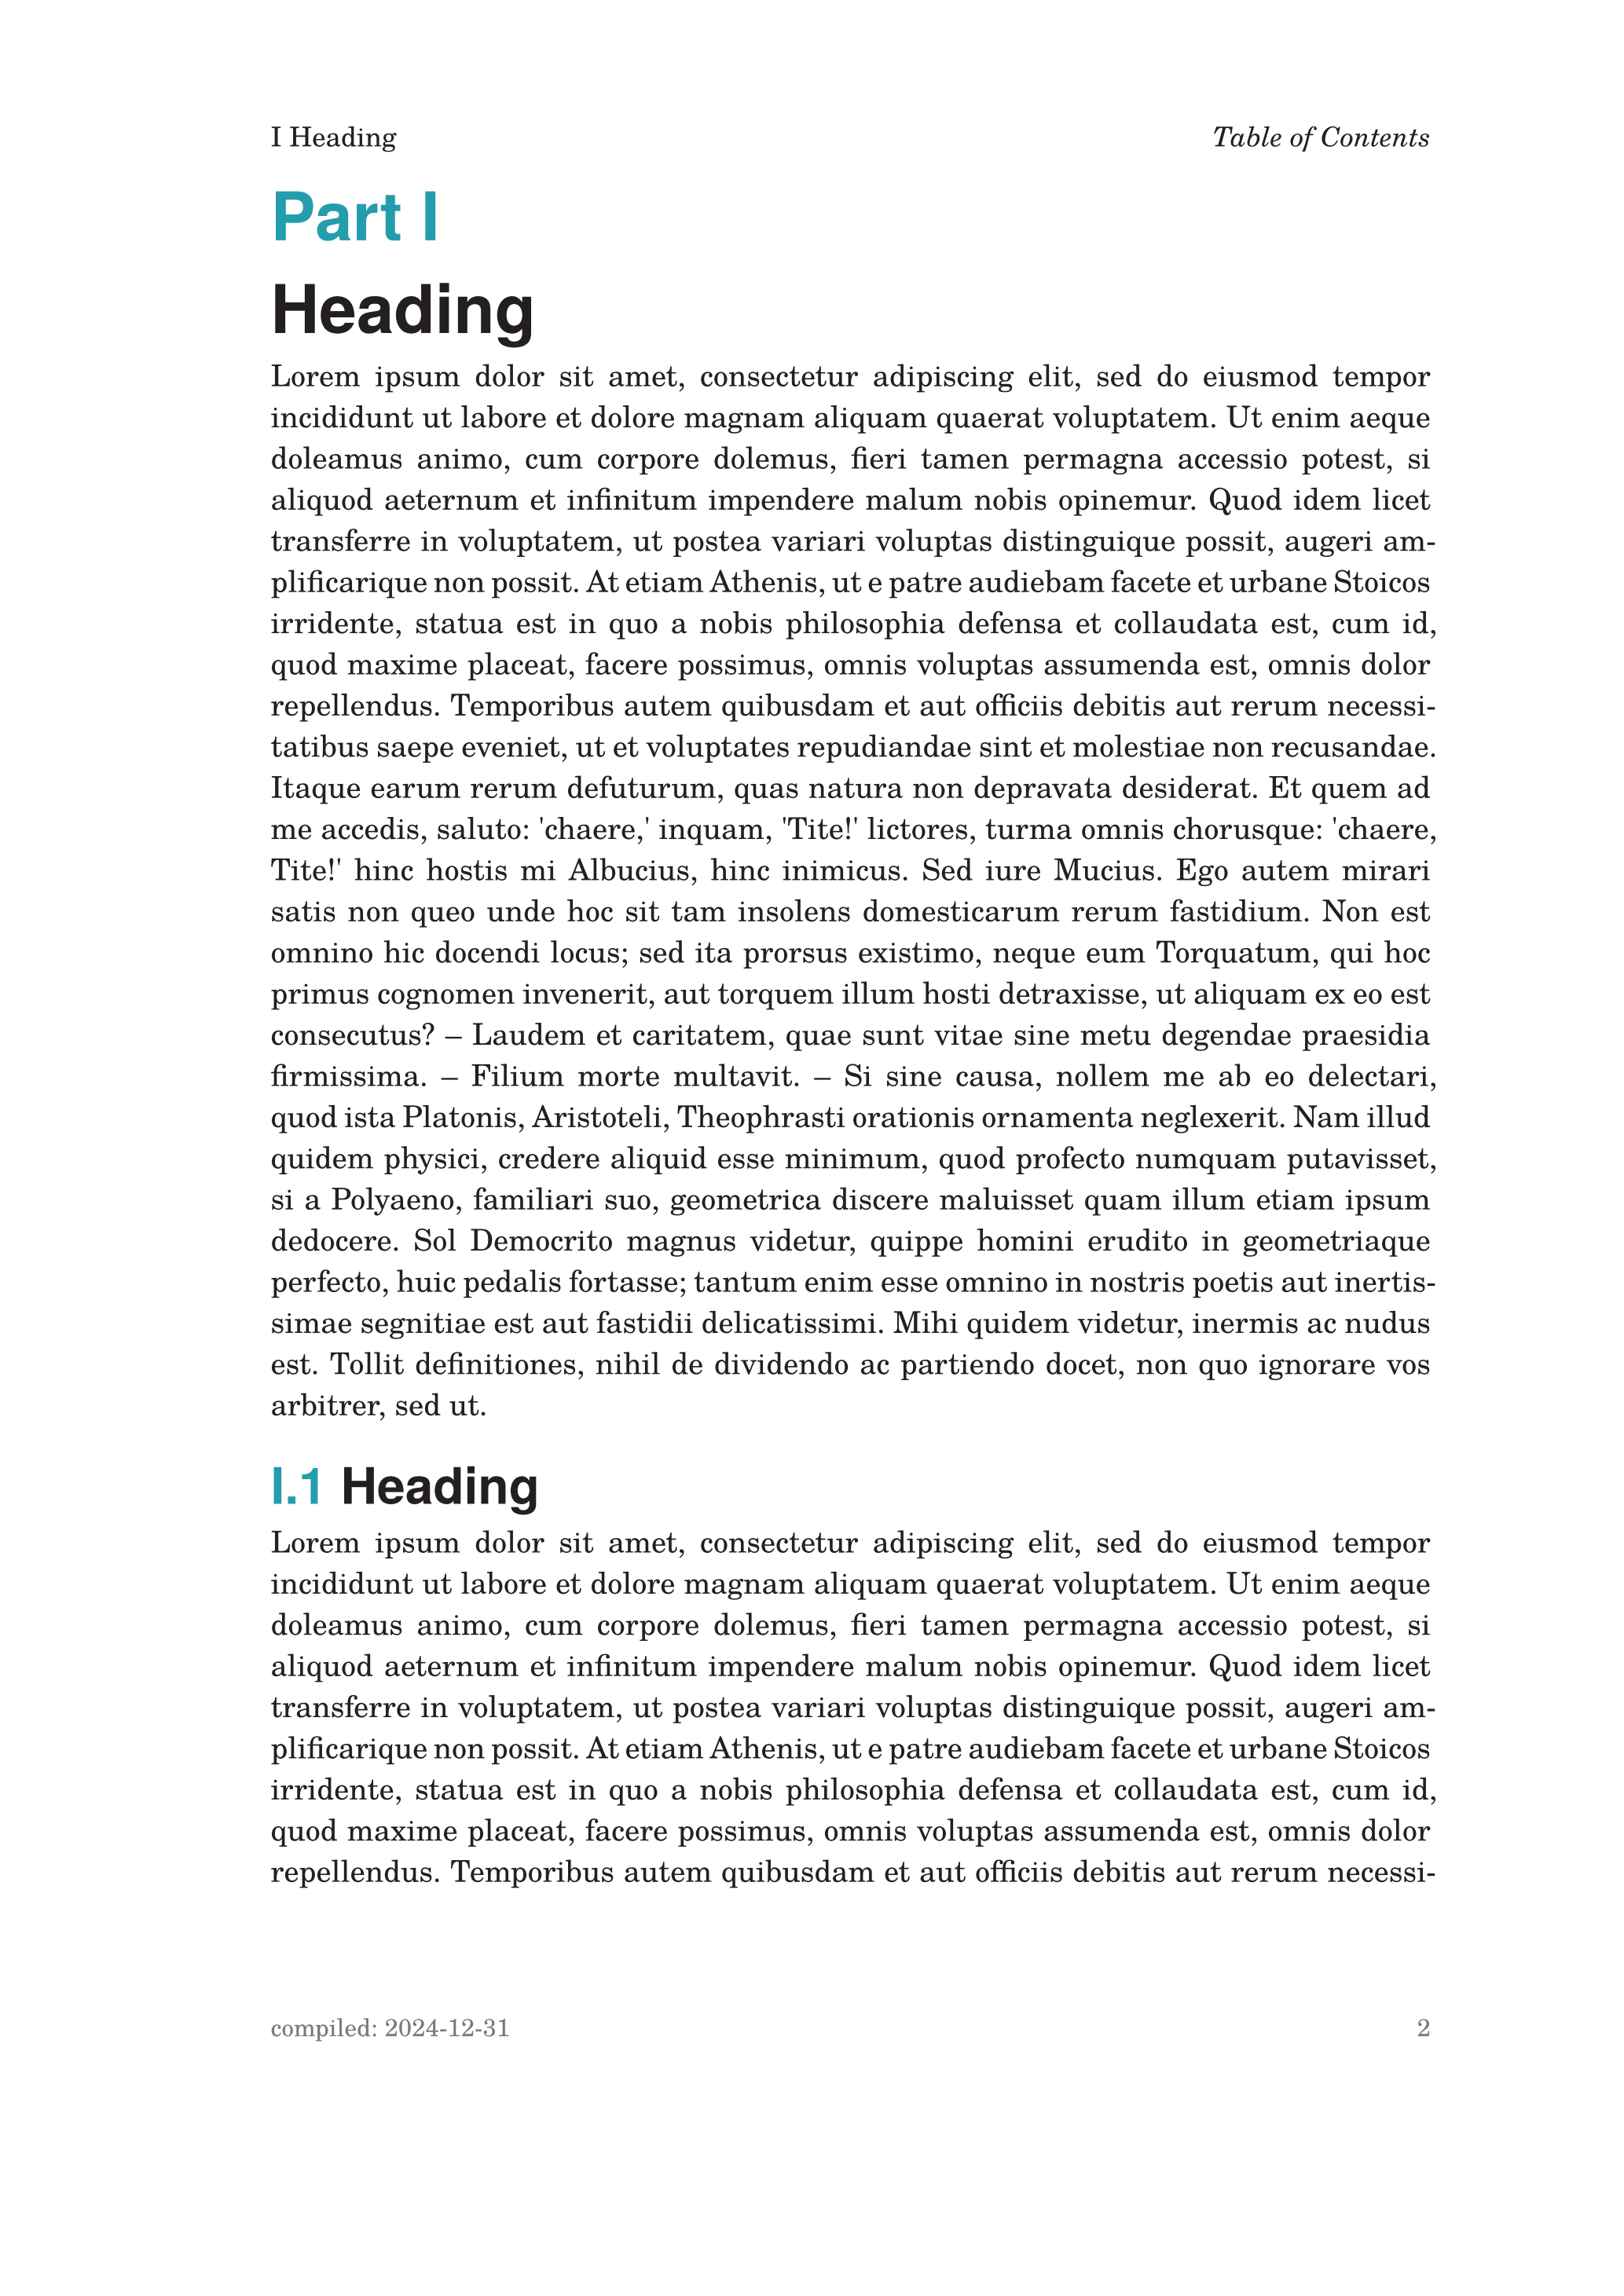 I Heading Table of Contents
Part I
Heading
Lorem ipsum dolor sit amet, consectetur adipiscing elit, sed do eiusmod tempor
incididunt ut labore et dolore magnam aliquam quaerat voluptatem. Ut enim aeque
doleamus animo, cum corpore dolemus, fieri tamen permagna accessio potest, si
aliquod aeternum et infinitum impendere malum nobis opinemur. Quod idem licet
transferre in voluptatem, ut postea variari voluptas distinguique possit, augeri am-
plificarique non possit. At etiam Athenis, ut e patre audiebam facete et urbane Stoicos
irridente, statua est in quo a nobis philosophia defensa et collaudata est, cum id,
quod maxime placeat, facere possimus, omnis voluptas assumenda est, omnis dolor
repellendus. Temporibus autem quibusdam et aut officiis debitis aut rerum necessi-
tatibus saepe eveniet, ut et voluptates repudiandae sint et molestiae non recusandae.
Itaque earum rerum defuturum, quas natura non depravata desiderat. Et quem ad
me accedis, saluto: 'chaere,' inquam, 'Tite!' lictores, turma omnis chorusque: 'chaere,
Tite!' hinc hostis mi Albucius, hinc inimicus. Sed iure Mucius. Ego autem mirari
satis non queo unde hoc sit tam insolens domesticarum rerum fastidium. Non est
omnino hic docendi locus; sed ita prorsus existimo, neque eum Torquatum, qui hoc
primus cognomen invenerit, aut torquem illum hosti detraxisse, ut aliquam ex eo est
consecutus? – Laudem et caritatem, quae sunt vitae sine metu degendae praesidia
firmissima. – Filium morte multavit. – Si sine causa, nollem me ab eo delectari,
quod ista Platonis, Aristoteli, Theophrasti orationis ornamenta neglexerit. Nam illud
quidem physici, credere aliquid esse minimum, quod profecto numquam putavisset,
si a Polyaeno, familiari suo, geometrica discere maluisset quam illum etiam ipsum
dedocere. Sol Democrito magnus videtur, quippe homini erudito in geometriaque
perfecto, huic pedalis fortasse; tantum enim esse omnino in nostris poetis aut inertis-
simae segnitiae est aut fastidii delicatissimi. Mihi quidem videtur, inermis ac nudus
est. Tollit definitiones, nihil de dividendo ac partiendo docet, non quo ignorare vos
arbitrer, sed ut.
I.1 Heading
Lorem ipsum dolor sit amet, consectetur adipiscing elit, sed do eiusmod tempor
incididunt ut labore et dolore magnam aliquam quaerat voluptatem. Ut enim aeque
doleamus animo, cum corpore dolemus, fieri tamen permagna accessio potest, si
aliquod aeternum et infinitum impendere malum nobis opinemur. Quod idem licet
transferre in voluptatem, ut postea variari voluptas distinguique possit, augeri am-
plificarique non possit. At etiam Athenis, ut e patre audiebam facete et urbane Stoicos
irridente, statua est in quo a nobis philosophia defensa et collaudata est, cum id,
quod maxime placeat, facere possimus, omnis voluptas assumenda est, omnis dolor
repellendus. Temporibus autem quibusdam et aut officiis debitis aut rerum necessi-
compiled: 2024-12-31 2